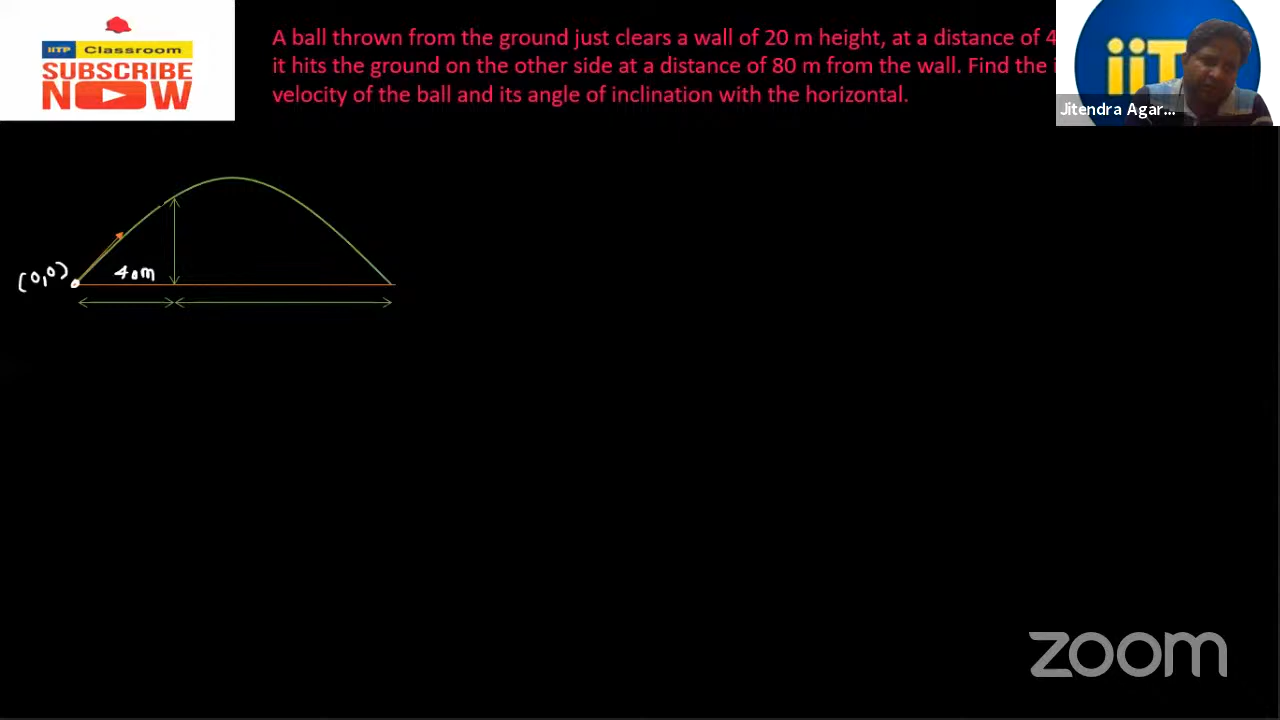 IITP Classroom
SUBSCRIBE
NOW
A ball thrown from the ground just clears a wall of 20 m height, at a distance of 4
it hits the ground on the other side at a distance of 80 m from the wall. Find the i
velocity of the ball and its angle of inclination with the horizontal.
iiT
Jitendra Agar...
(0,0)
40m
zoom